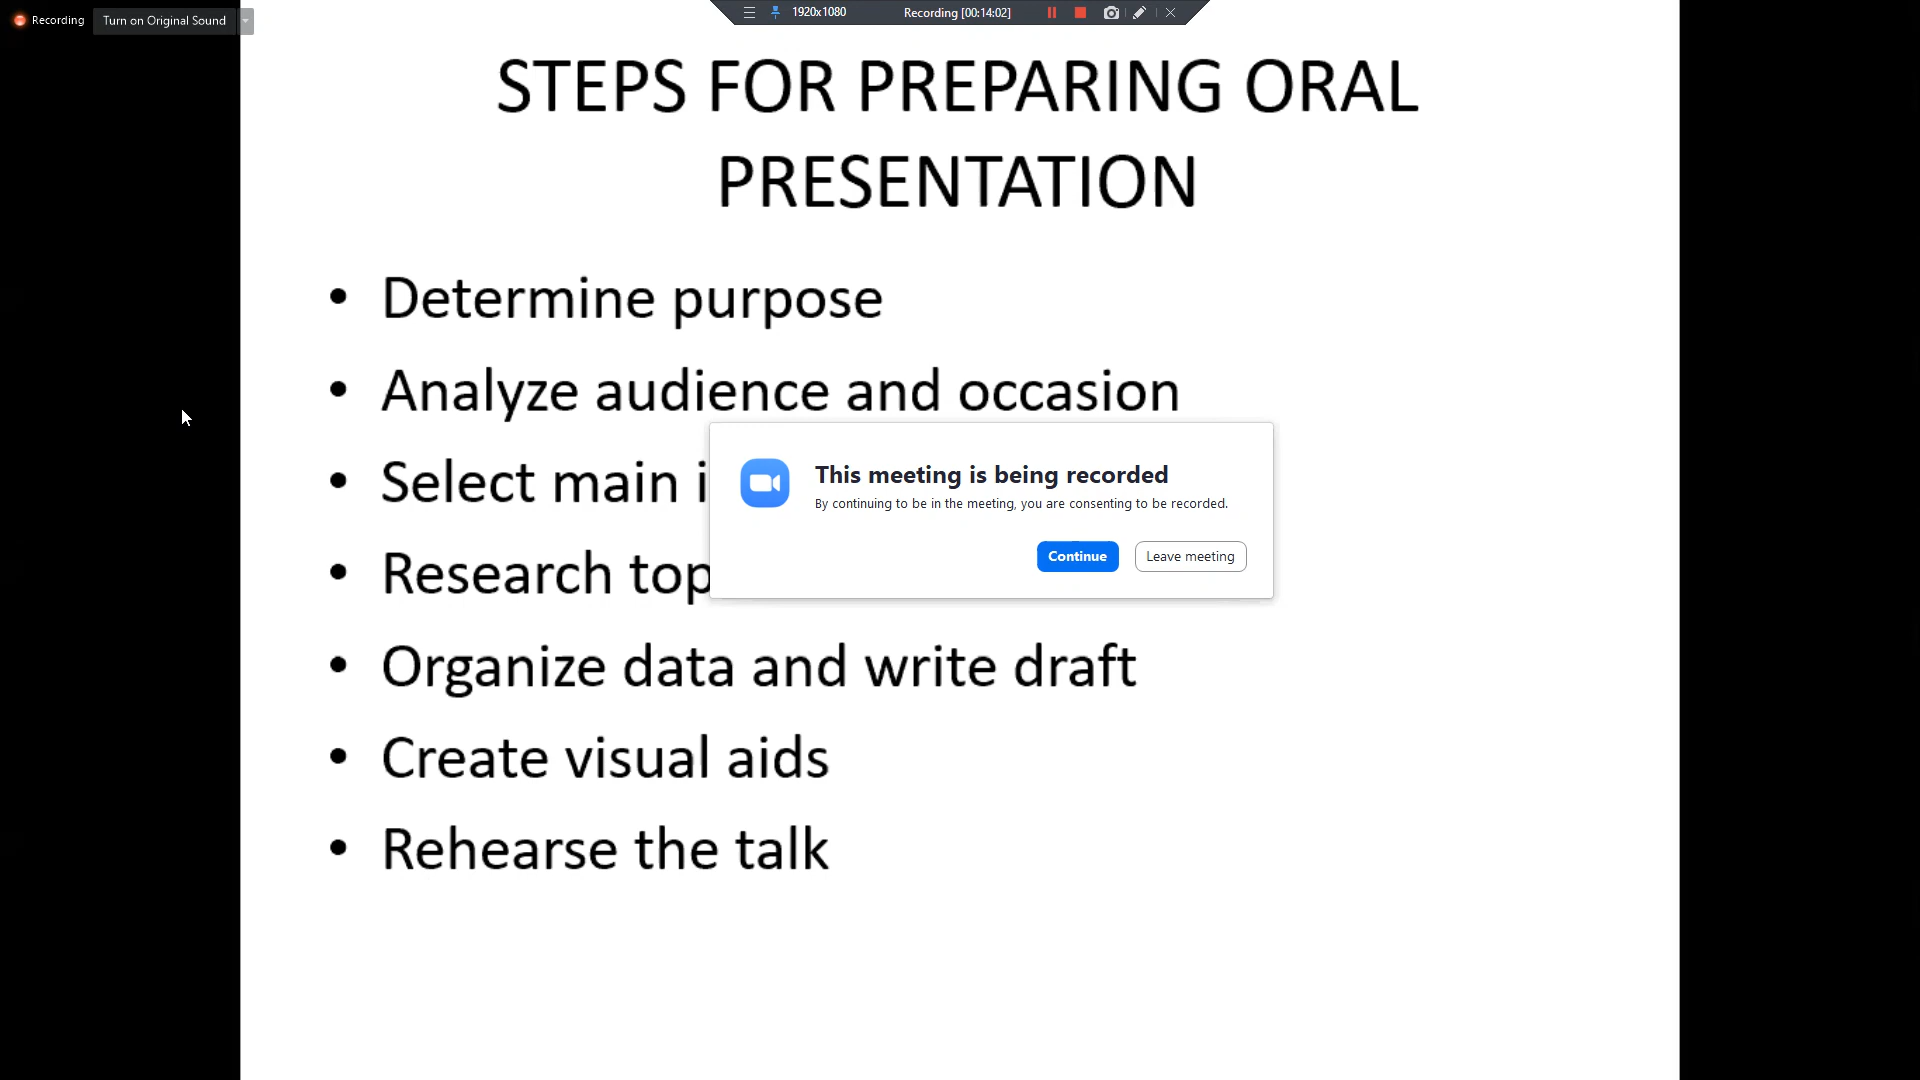 Recording
Turn on Original Sound
1920x1080
Recording [00:14:02]
STEPS FOR PREPARING ORAL
PRESENTATION
• Determine purpose
• Analyze audience and occasion
• Select main
• Research
This meeting is being recorded
By continuing to be in the meeting, you are consenting to be recorded.
Continue
Leave meeting
• Organize data and write draft
• Create visual aids
• Rehearse the talk